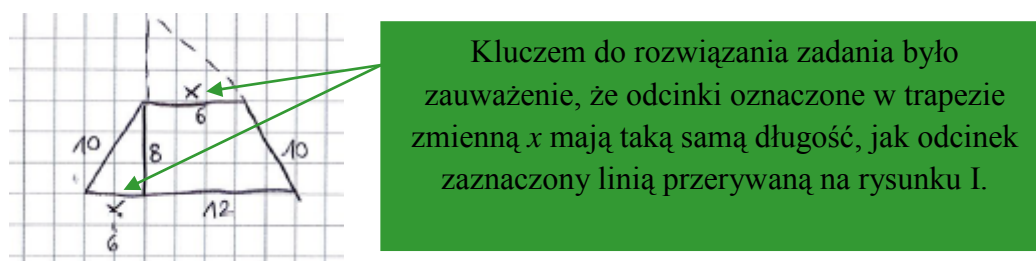 x
6
10
8
10
x
12
6
Kluczem do rozwiązania zadania było
zauważenie, że odcinki oznaczone w trapezie
zmienną x mają taką samą długość, jak odcinek
zaznaczony linią przerywaną na rysunku I.